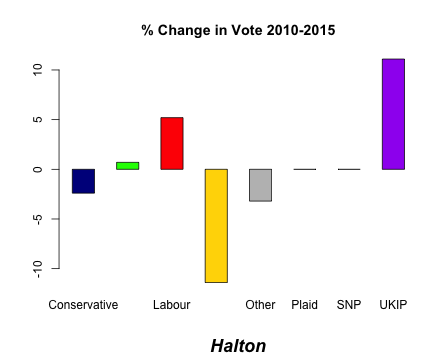 % Change in Vote 2010-2015
10
5
0
-5
-10
Conservative Labour Other Plaid SNP UKIP
Halton